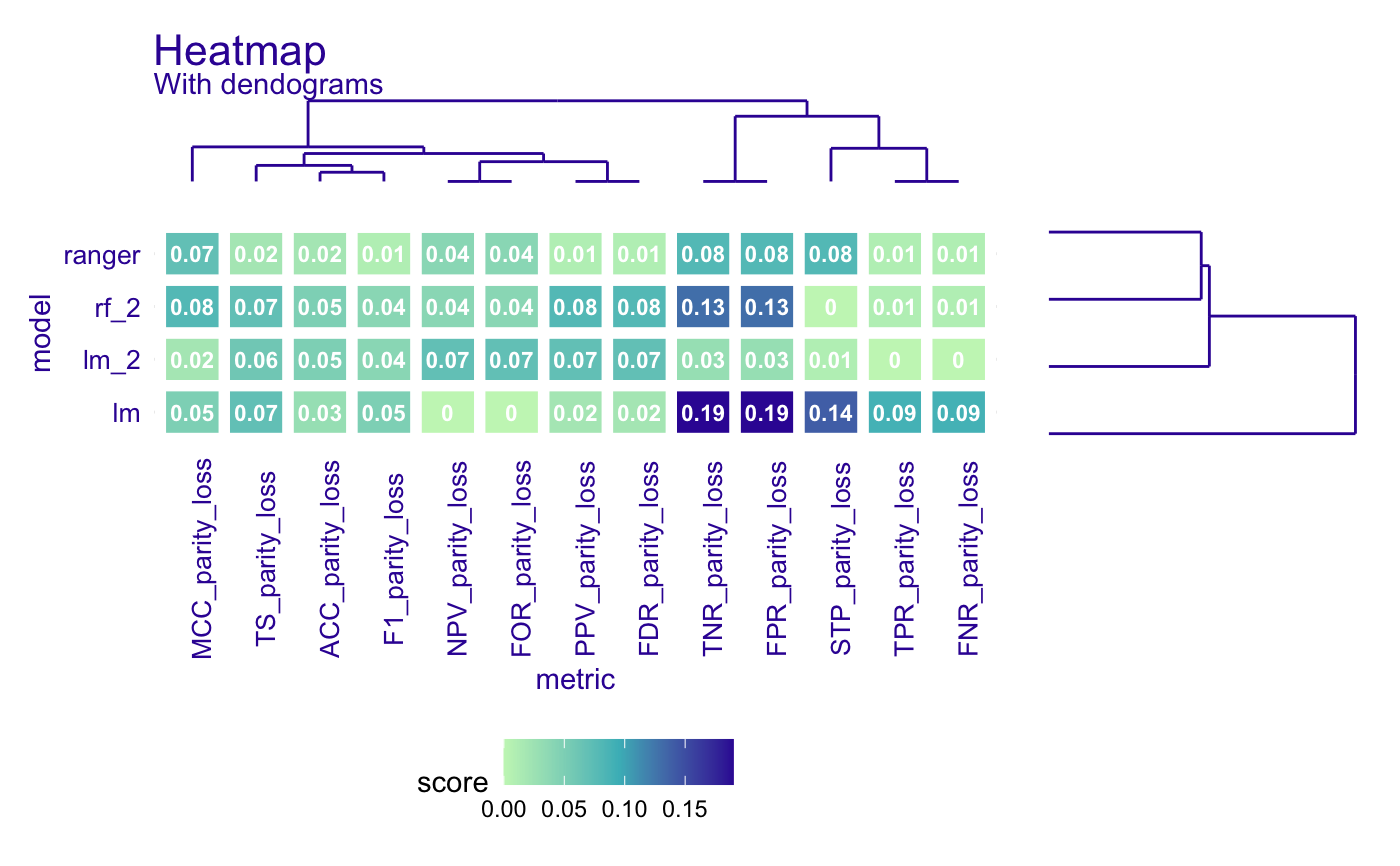 Heatmap
With dendograms
ranger 0.07 0.02 0.02 0.01 0.04 0.04 0.01 0.01 0.08 0.08 0.08 0.01 0.01
rf_2 0.08 0.07 0.05 0.04 0.04 0.04 0.08 0.08 0.13 0.13 0 0.01 0.01
lm_2 0.02 0.06 0.05 0.04 0.07 0.07 0.07 0.07 0.03 0.03 0.01 0 0
lm 0.05 0.07 0.03 0.05 0 0 0.02 0.02 0.19 0.19 0.14 0.09 0.09
model
MCC_parity_loss
TS_parity_loss
ACC_parity_loss
F1_parity_loss
NPV_parity_loss
FOR_parity_loss
PPV_parity_loss
FDR_parity_loss
TNR_parity_loss
FPR_parity_loss
STP_parity_loss
TPR_parity_loss
FNR_parity_loss
metric
score
0.00 0.05 0.10 0.15